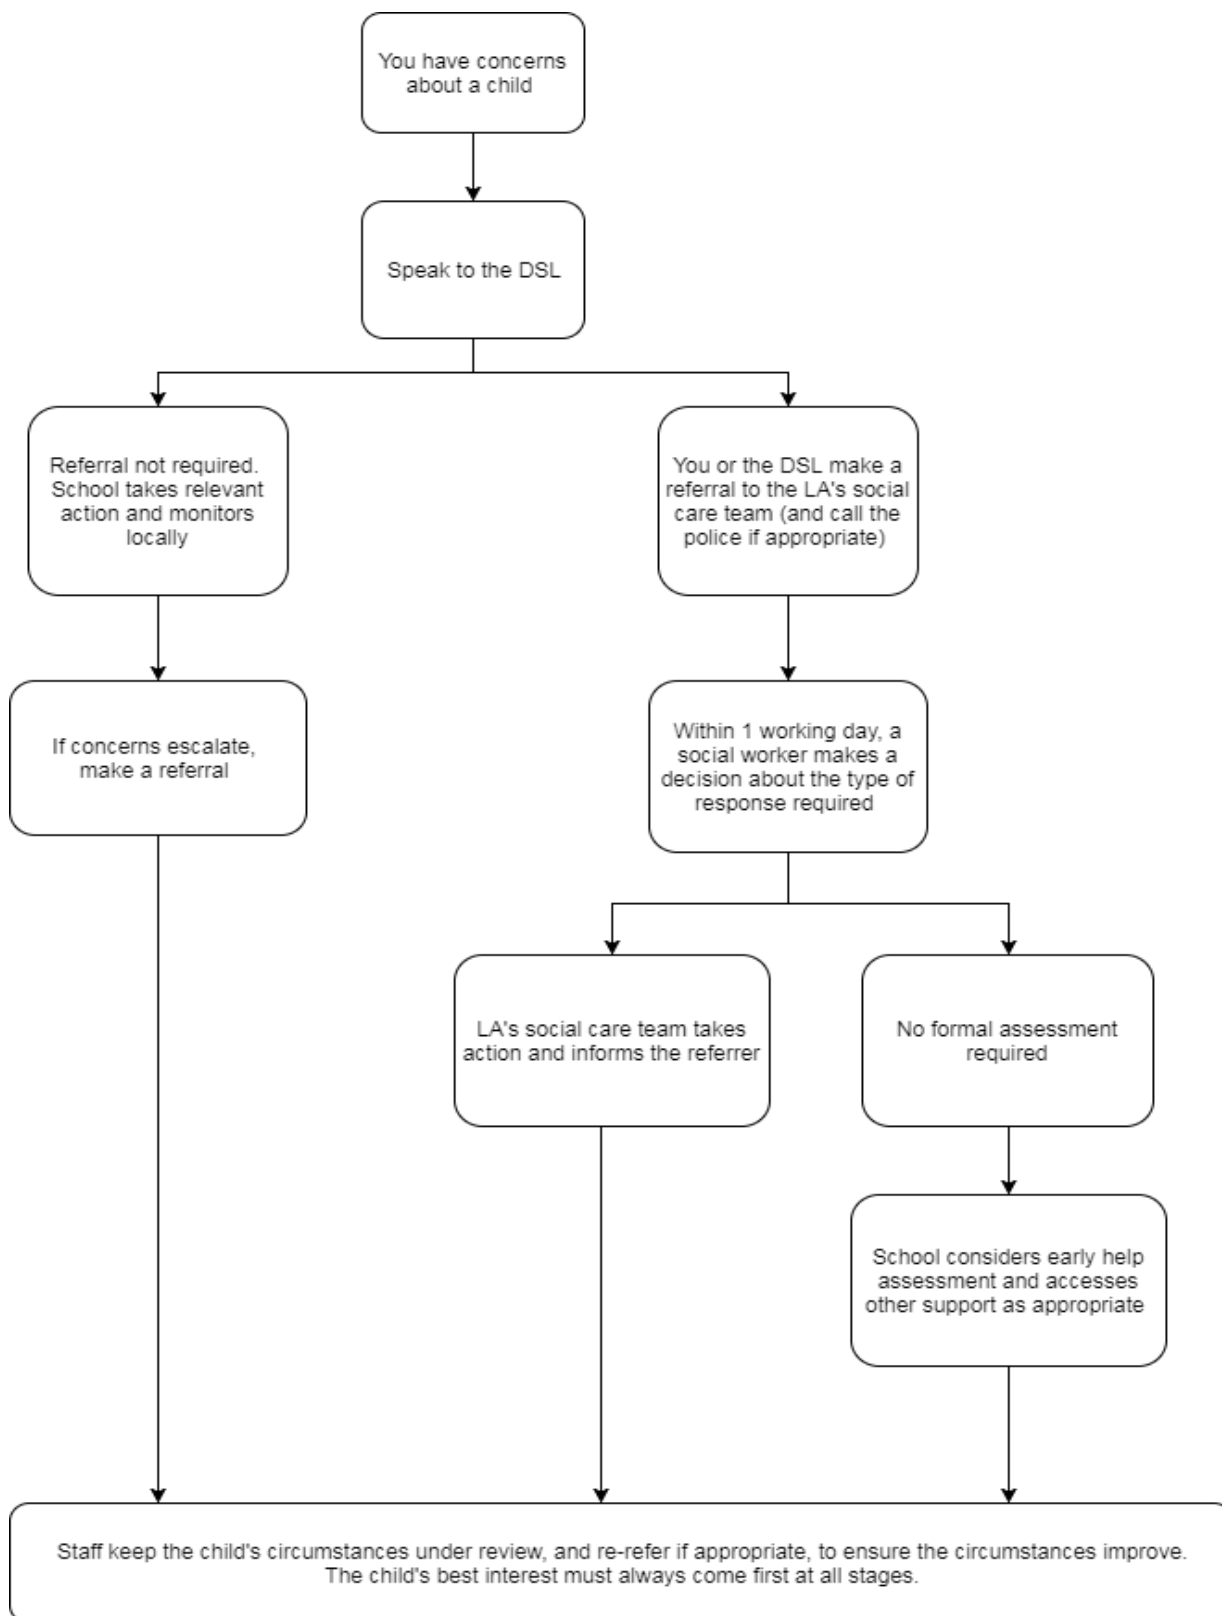 You have concerns
about a child
Speak to the DSL
Referral not required.
School takes relevant
action and monitors
locally
You or the DSL make a
referral to the LA's social
care team (and call the
police if appropriate)
If concerns escalate,
make a referral
Within 1 working day, a
social worker makes a
decision about the type of
response required
LA's social care team takes
action and informs the referrer
No formal assessment
required
School considers early help
assessment and accesses
other support as appropriate
Staff keep the child's circumstances under review, and re-refer if appropriate, to ensure the circumstances improve.
The child's best interest must always come first at all stages.